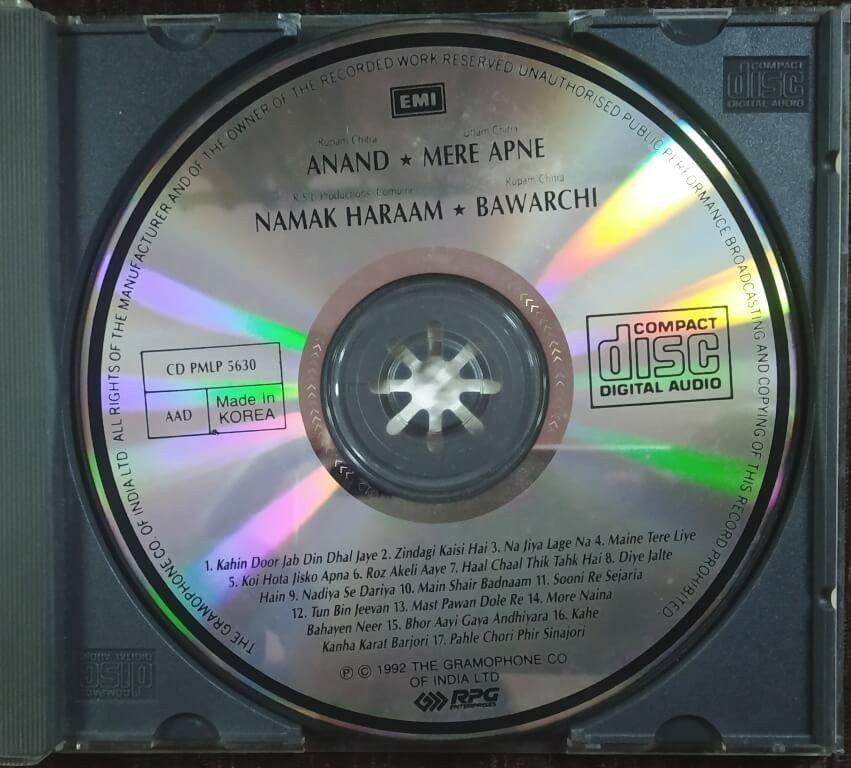 COMPACT
disc
DIGITAL AUDIO
THE GRAMOPHONE CO. OF INDIA LTD. ALL RIGHTS OF THE MANUFACTURER AND OF THE OWNER OF THE RECORDED WORK RESERVED UNAUTHORISED PUBLIC PERFORMANCE BROADCASTING AND COPYING OF THIS RECORD PROHIBITED.
EMI
Rupam Chitra Uttam Chitra
ANAND ★ MERE APNE
R.S.J. Productions Combine Rupam Chitra
NAMAK HARAAM ★ BAWARCHI
CD PMLP 5630
AAD
Made In
KOREA
COMPACT
disc
DIGITAL AUDIO
1. Kahin Door Jab Din Dhal Jaye 2. Zindagi Kaisi Hai 3. Na Jiya Lage Na 4. Maine Tere Liye
5. Koi Hota Jisko Apna 6. Roz Akeli Aaye 7. Haal Chaal Thik Tahk Hai 8. Diye Jalte
Hain 9. Nadiya Se Dariya 10. Main Shair Badnaam 11. Sooni Re Sejaria
12. Tun Bin Jeevan 13. Mast Pawan Dole Re 14. More Naina
Bahayen Neer 15. Bhor Aayi Gaya Andhiyara 16. Kahe
Kanha Karat Barjori 17. Pahle Chori Phir Sinajori
℗ © 1992 THE GRAMOPHONE CO
OF INDIA LTD.
RPG
ENTERPRISES
COMPACT
disc
DIGITAL AUDIO